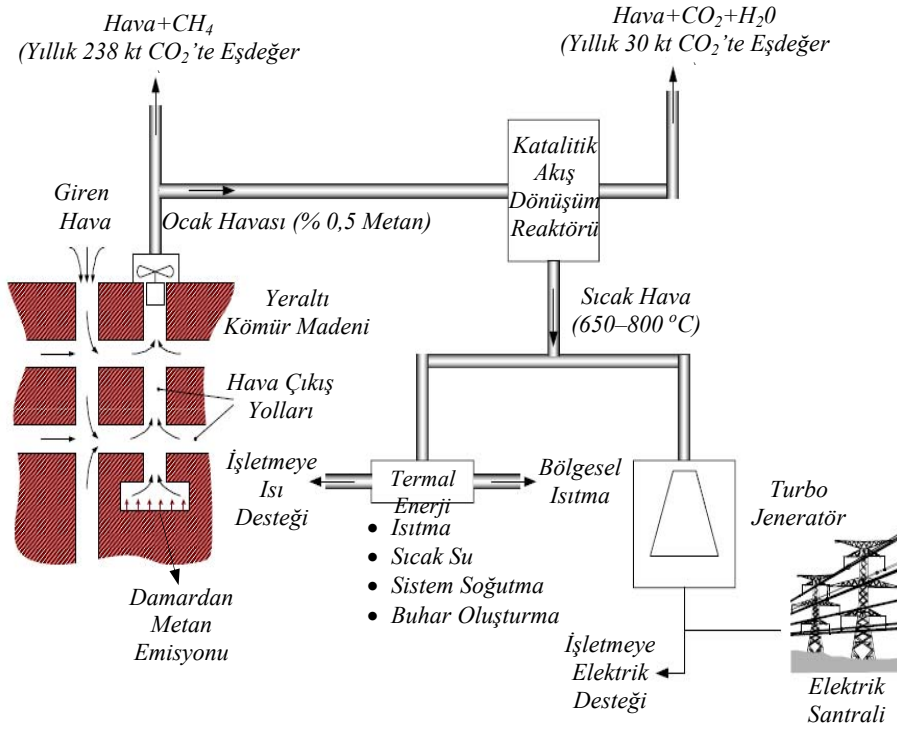 Hava+CH4
(Yıllık 238 kt CO2’te Eşdeğer
Hava+CO2+H20
(Yıllık 30 kt CO2’te Eşdeğer
Katalitik
Akış
Dönüşüm
Reaktörü
Giren
Hava
Ocak Havası (% 0,5 Metan)
Yeraltı
Kömür Madeni
Sıcak Hava
(650–800 °C)
Hava Çıkış
Yolları
İşletmeye
Isı
Desteği
Termal
Enerji
• Isıtma
• Sıcak Su
• Sistem Soğutma
• Buhar Oluşturma
Bölgesel
Isıtma
Turbo
Jeneratör
Damardan
Metan
Emisyonu
İşletmeye
Elektrik
Desteği
Elektrik
Santrali